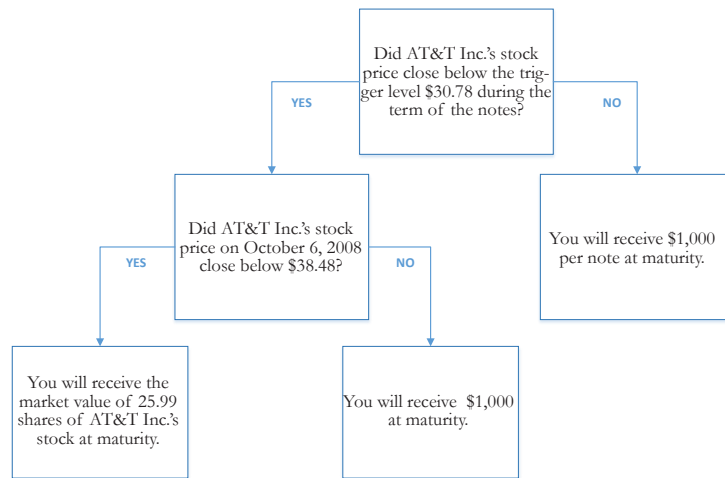 Did AT&T Inc.'s stock
price close below the trig-
ger level $30.78 during the
term of the notes?
YES
NO
Did AT&T Inc.'s stock
price on October 6, 2008
close below $38.48?
You will receive $1,000
per note at maturity.
YES
NO
You will receive the
market value of 25.99
shares of AT&T Inc.'s
stock at maturity.
You will receive $1,000
at maturity.